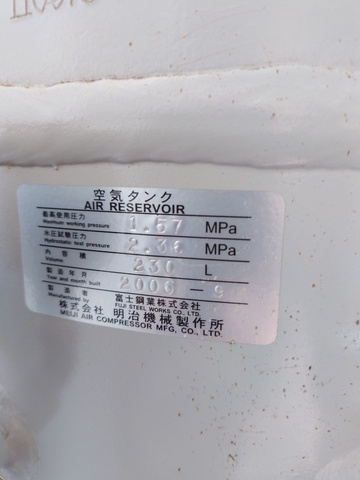 空気タンク
AIR RESERVOIR
最高使用圧力 1.57 MPa
Maximum working pressure
水圧試験圧力 2.36 MPa
Hydrostatic test pressure
内容積 230 L
Volume
製造年月 2006 - 9
Year and month built
製造者 富士鋼業株式会社
Manufactured by FUJI STEEL WORKS CO., LTD.
株式会社 明治機械製作所
MEIJI AIR COMPRESSOR MFG, CO., LTD.